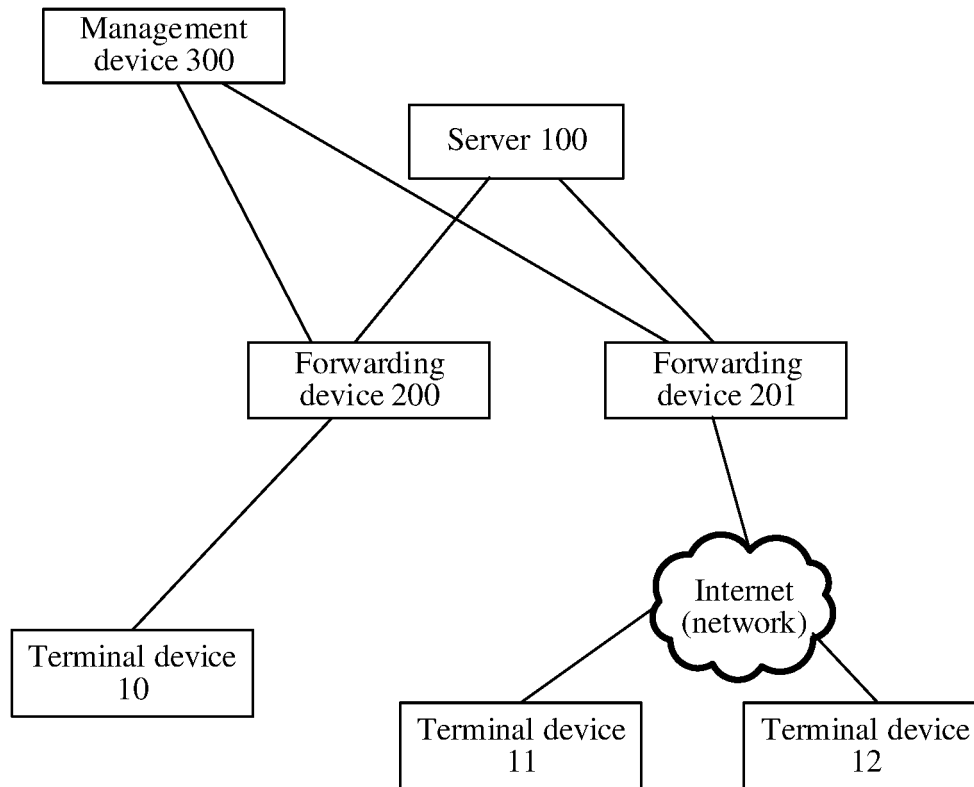 Management
device 300
Server 100
Forwarding
device 200
Forwarding
device 201
Internet
(network)
Terminal device
10
Terminal device
11
Terminal device
12